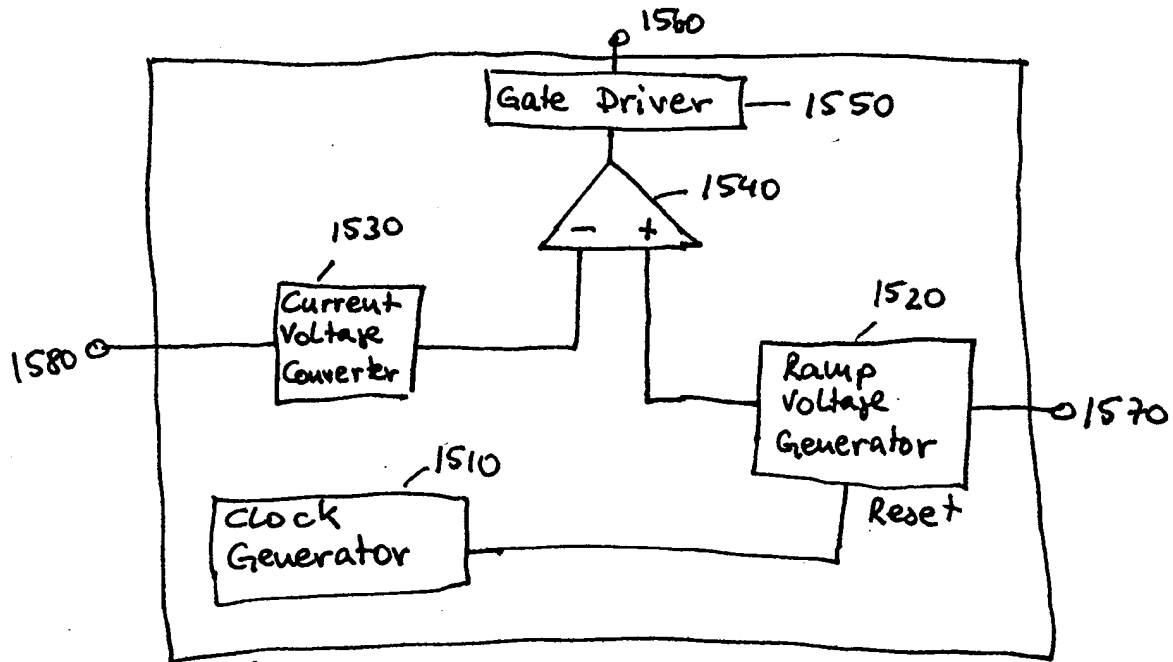 1560
Gate Driver
1550
1540
- +
1530
Current
Voltage
Converter
1580
1520
Ramp
Voltage
Generator
1570
Reset
1510
Clock
Generator